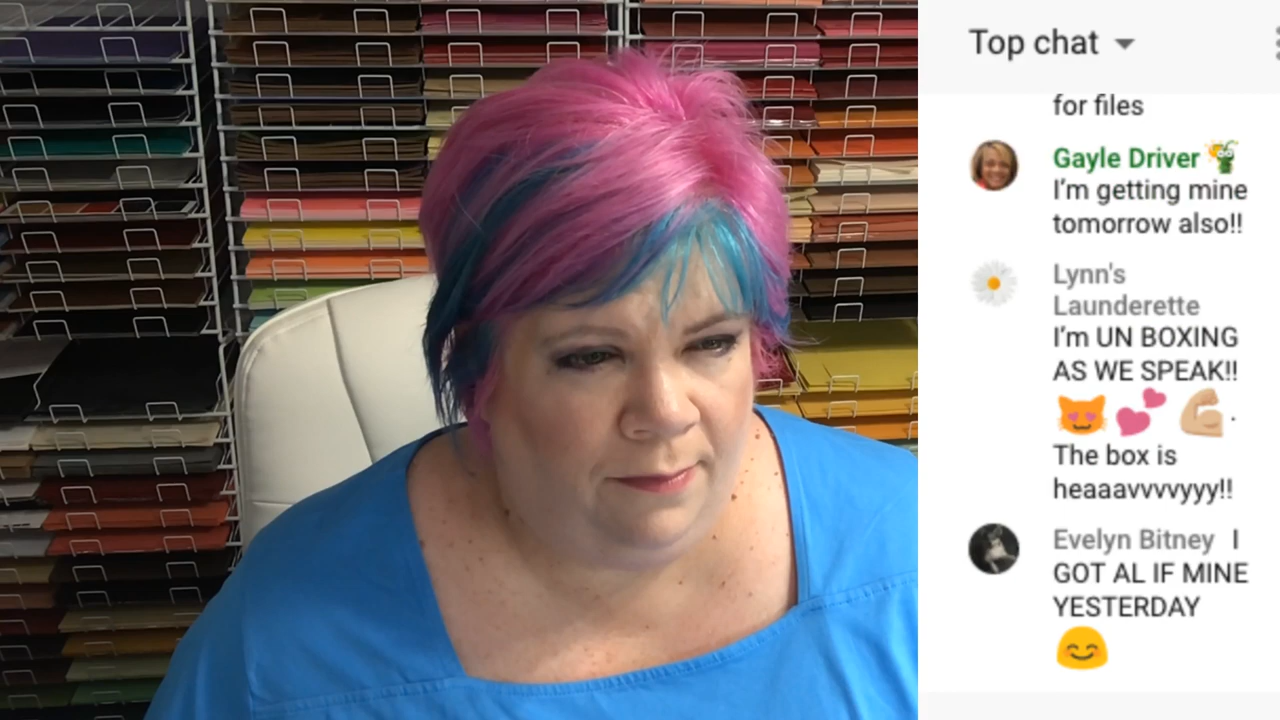 Top chat
for files
Gayle Driver
I'm getting mine
tomorrow also!!
Lynn's
Launderette
I'm UN BOXING
AS WE SPEAK!!
.
The box is
heaaavvvvyyy!!
Evelyn Bitney I
GOT AL IF MINE
YESTERDAY